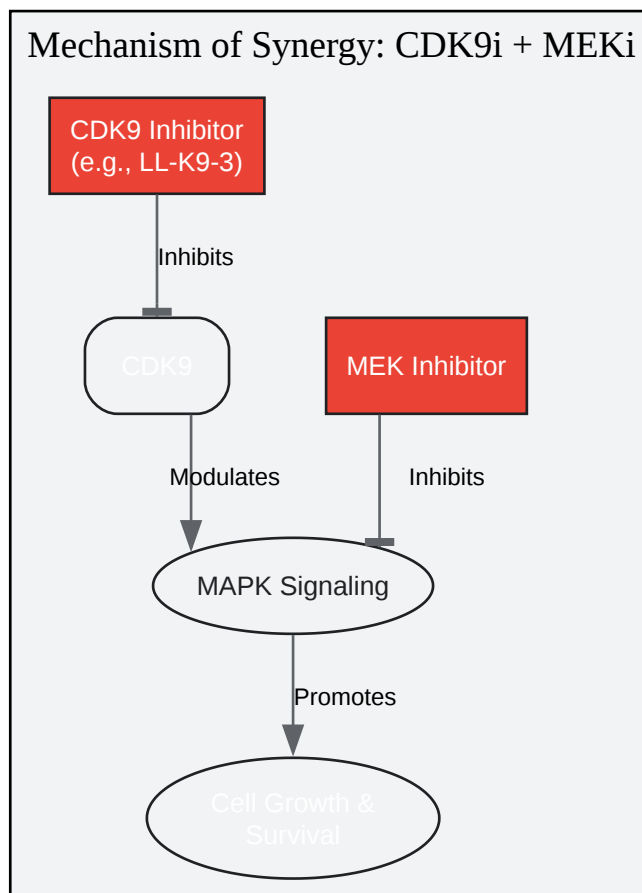 Mechanism of Synergy: CDK9i + MEKi
CDK9 Inhibitor
(e.g., LL-K9-3)
Inhibits
CDK9
MEK Inhibitor
Modulates
Inhibits
MAPK Signaling
Promotes
Cell Growth &
Survival